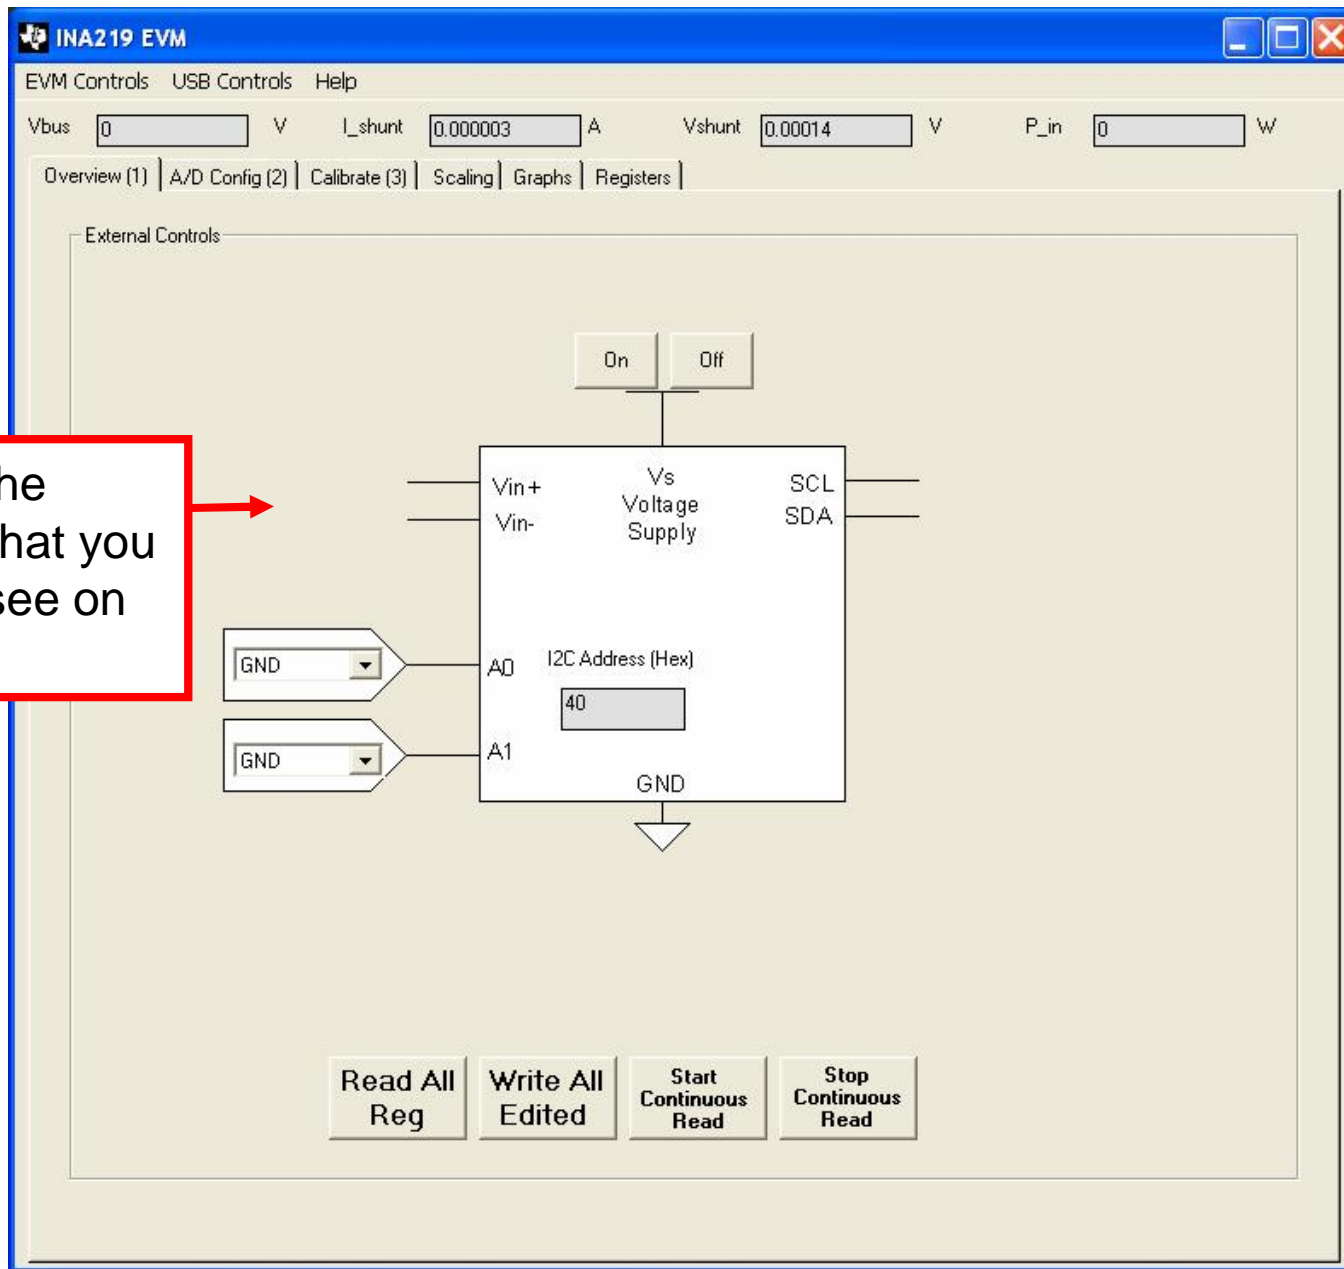 INA219 EVM
EVM Controls USB Controls Help
Vbus 0 V I_shunt 0.000003 A Vshunt 0.00014 V P_in 0 W
Overview (1) A/D Config (2) Calibrate (3) Scaling Graphs Registers
External Controls
On Off
he
hat you
see on
Vin+
Vin-
Vs
Voltage
Supply
SCL
SDA
GND
A0
I2C Address (Hex)
40
GND
A1
GND
Read All
Reg
Write All
Edited
Start
Continuous
Read
Stop
Continuous
Read